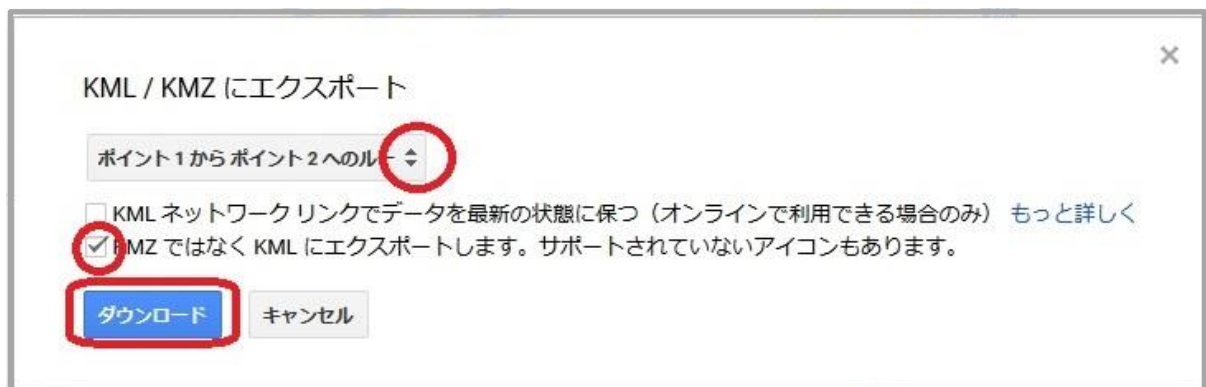 KML / KMZ にエクスポート
ポイント 1 から ポイント 2 へのル
KML ネットワーク リンクでデータを最新の状態に保つ（オンラインで利用できる場合のみ） もっと詳しく
KMZ ではなく KML にエクスポートします。サポートされていないアイコンもあります。
ダウンロード キャンセル